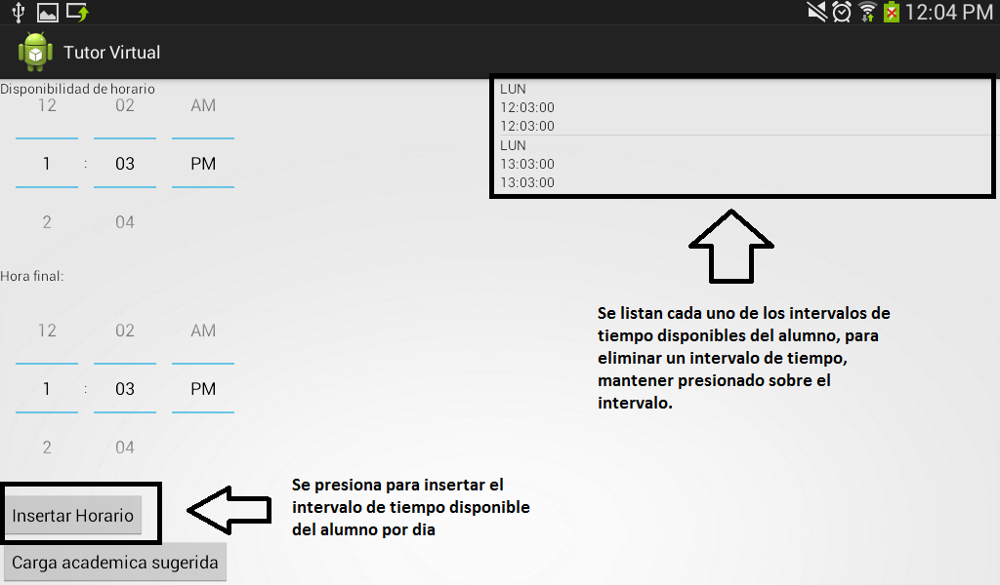 12:04 PM
Tutor Virtual
Disponibilidad de horario
12 02 AM
1 : 03 PM
2 04
Hora final:
12 02 AM
1 : 03 PM
2 04
Insertar Horario
Carga academica sugerida
LUN
12:03:00
12:03:00
LUN
13:03:00
13:03:00
Se listan cada uno de los intervalos de
tiempo disponibles del alumno, para
eliminar un intervalo de tiempo,
mantener presionado sobre el
intervalo.
Se presiona para insertar el
intervalo de tiempo disponible
del alumno por dia